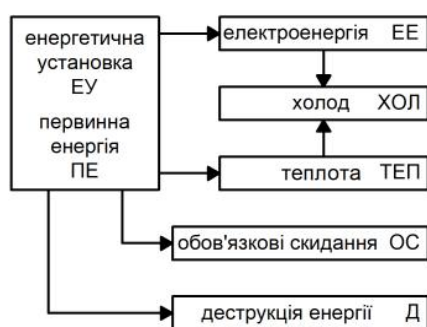 енергетична
установка
ЕУ
первинна
енергія
ПЕ
електроенергія ЕЕ
холод ХОЛ
теплота ТЕП
обов'язкові скидання ОС
деструкція енергії Д